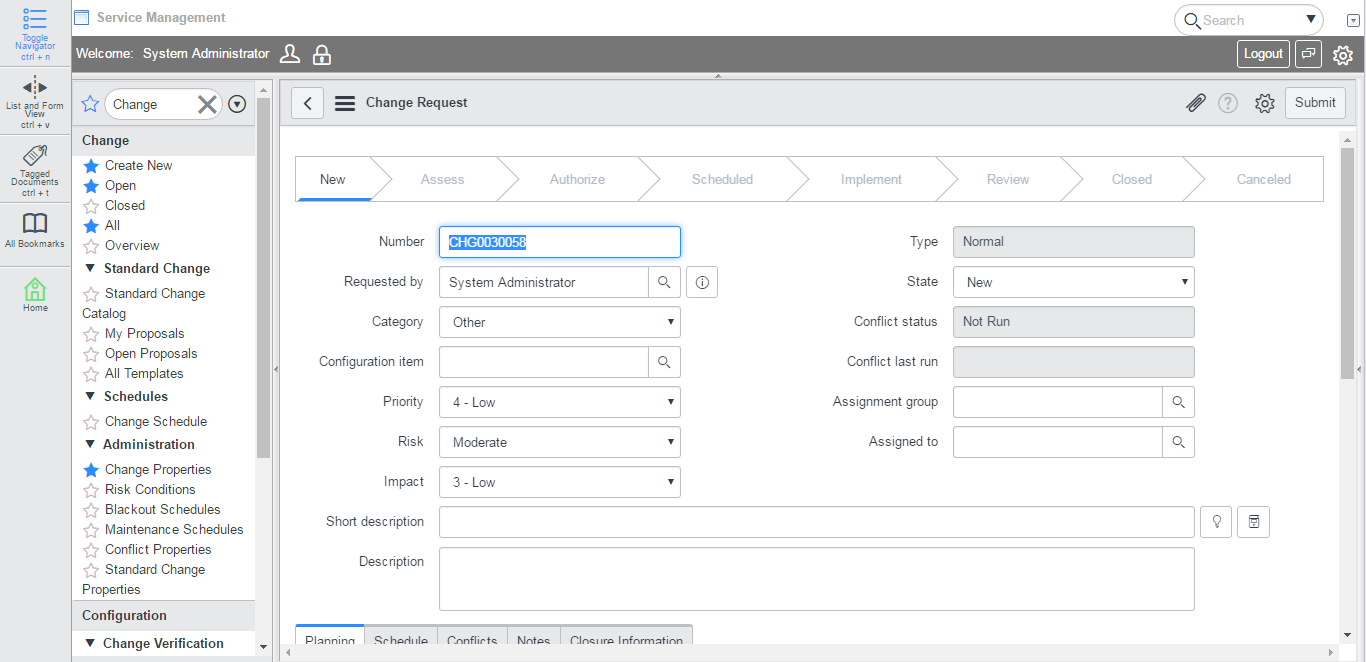 Toggle
Navigator
ctrl + n
List and Form
View
ctrl + v
Tagged
Documents
ctrl + t
All Bookmarks
Home
Service Management
Search
Welcome: System Administrator
Logout
Change
Change
Create New
Open
Closed
All
Overview
Standard Change
Standard Change
Catalog
My Proposals
Open Proposals
All Templates
Schedules
Change Schedule
Administration
Change Properties
Risk Conditions
Blackout Schedules
Maintenance Schedules
Conflict Properties
Standard Change
Properties
Configuration
Change Verification
Change Request
Submit
New Assess Authorize Scheduled Implement Review Closed Canceled
Number CHG0030058
Type Normal
Requested by System Administrator
State New
Category Other
Conflict status Not Run
Configuration item
Conflict last run
Priority 4 - Low
Assignment group
Risk Moderate
Assigned to
Impact 3 - Low
Short description
Description
Planning Schedule Conflicts Notes Closure Information